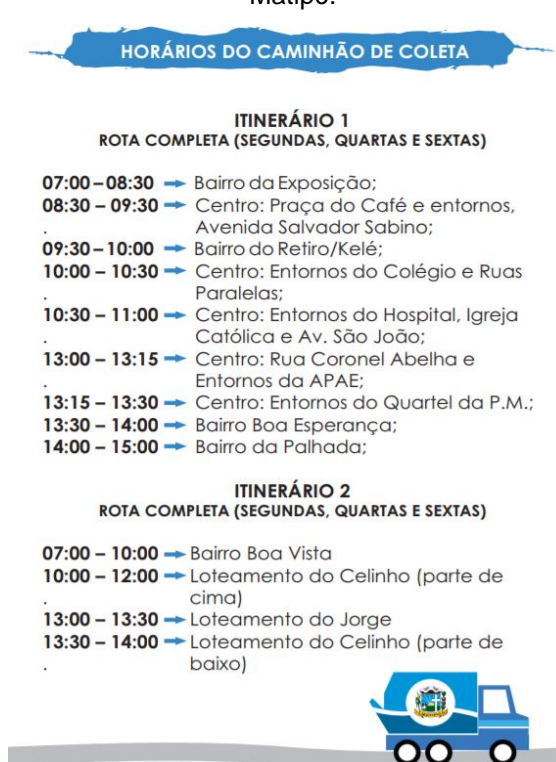 Matipó.
HORÁRIOS DO CAMINHÃO DE COLETA
ITINERÁRIO 1
ROTA COMPLETA (SEGUNDAS, QUARTAS E SEXTAS)
07:00 – 08:30 ➞ Bairro da Exposição;
08:30 – 09:30 ➞ Centro: Praça do Café e entornos,
. Avenida Salvador Sabino;
09:30 – 10:00 ➞ Bairro do Retiro/Kelé;
10:00 – 10:30 ➞ Centro: Entornos do Colégio e Ruas
. Paralelas;
10:30 – 11:00 ➞ Centro: Entornos do Hospital, Igreja
. Católica e Av. São João;
13:00 – 13:15 ➞ Centro: Rua Coronel Abelha e
. Entornos da APAE;
13:15 – 13:30 ➞ Centro: Entornos do Quartel da P.M.;
13:30 – 14:00 ➞ Bairro Boa Esperança;
14:00 – 15:00 ➞ Bairro da Palhada;
ITINERÁRIO 2
ROTA COMPLETA (SEGUNDAS, QUARTAS E SEXTAS)
07:00 – 10:00 ➞ Bairro Boa Vista
10:00 – 12:00 ➞ Loteamento do Celinho (parte de
. cima)
13:00 – 13:30 ➞ Loteamento do Jorge
13:30 – 14:00 ➞ Loteamento do Celinho (parte de
. baixo)